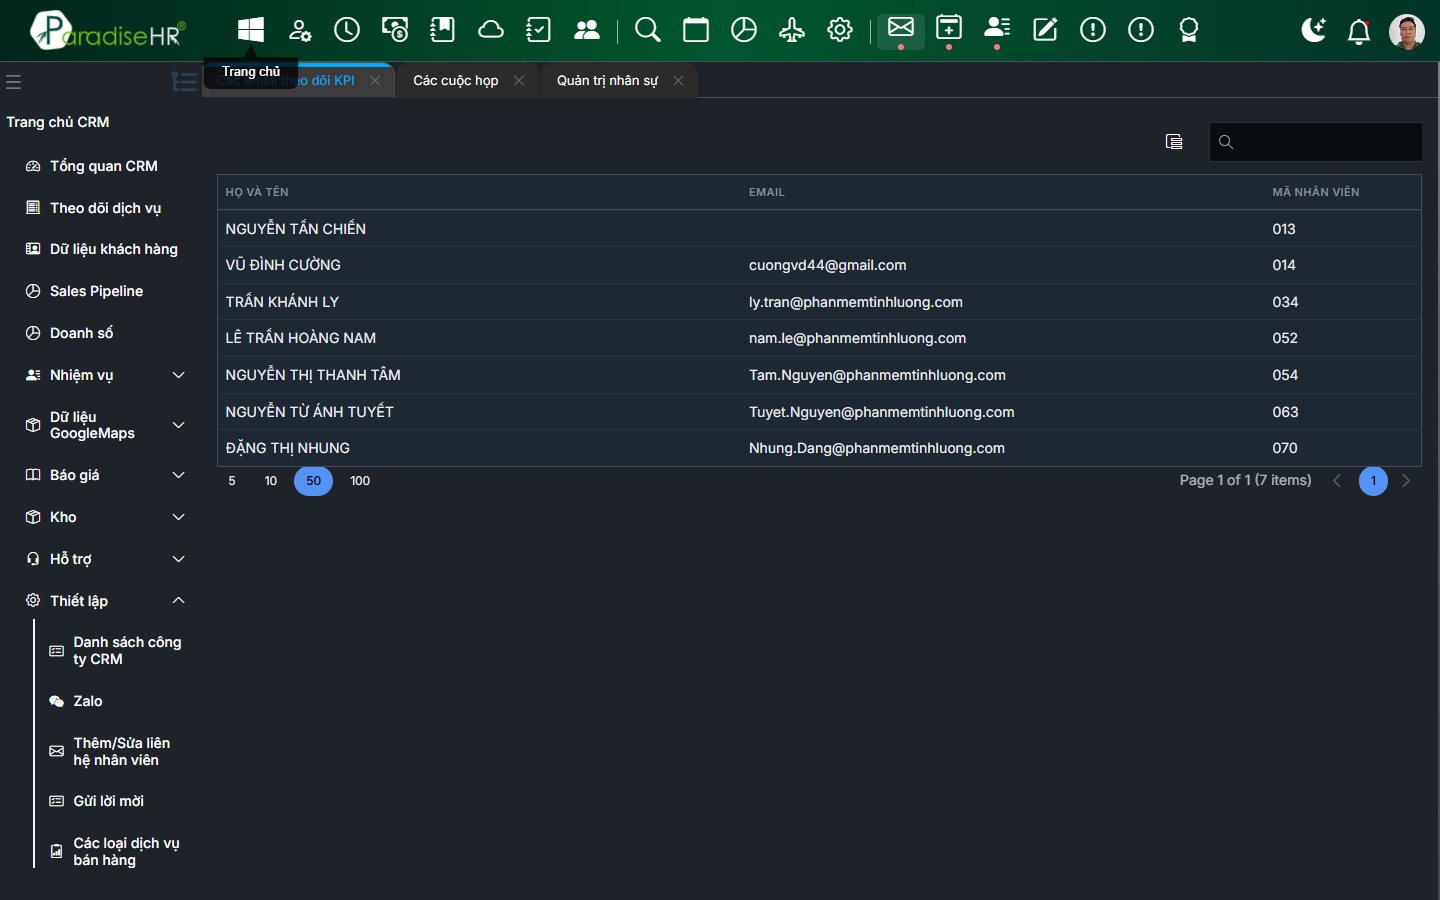 ParadiseHR®
Trang chủ
Các Email theo dõi KPI
Các cuộc họp
Quản trị nhân sự
Trang chủ CRM
Tổng quan CRM
Theo dõi dịch vụ
Dữ liệu khách hàng
Sales Pipeline
Doanh số
Nhiệm vụ
Dữ liệu
GoogleMaps
Báo giá
Kho
Hỗ trợ
Thiết lập
Danh sách công
ty CRM
Zalo
Thêm/Sửa liên
hệ nhân viên
Gửi lời mời
Các loại dịch vụ
bán hàng
HỌ VÀ TÊN EMAIL MÃ NHÂN VIÊN
NGUYỄN TẤN CHIẾN 013
VŨ ĐÌNH CƯỜNG cuongvd44@gmail.com 014
TRẦN KHÁNH LY ly.tran@phanmemtinhluong.com 034
LÊ TRẦN HOÀNG NAM nam.le@phanmemtinhluong.com 052
NGUYỄN THỊ THANH TÂM Tam.Nguyen@phanmemtinhluong.com 054
NGUYỄN TỪ ÁNH TUYẾT Tuyet.Nguyen@phanmemtinhluong.com 063
ĐẶNG THỊ NHUNG Nhung.Dang@phanmemtinhluong.com 070
5 10 50 100 Page 1 of 1 (7 items) 1